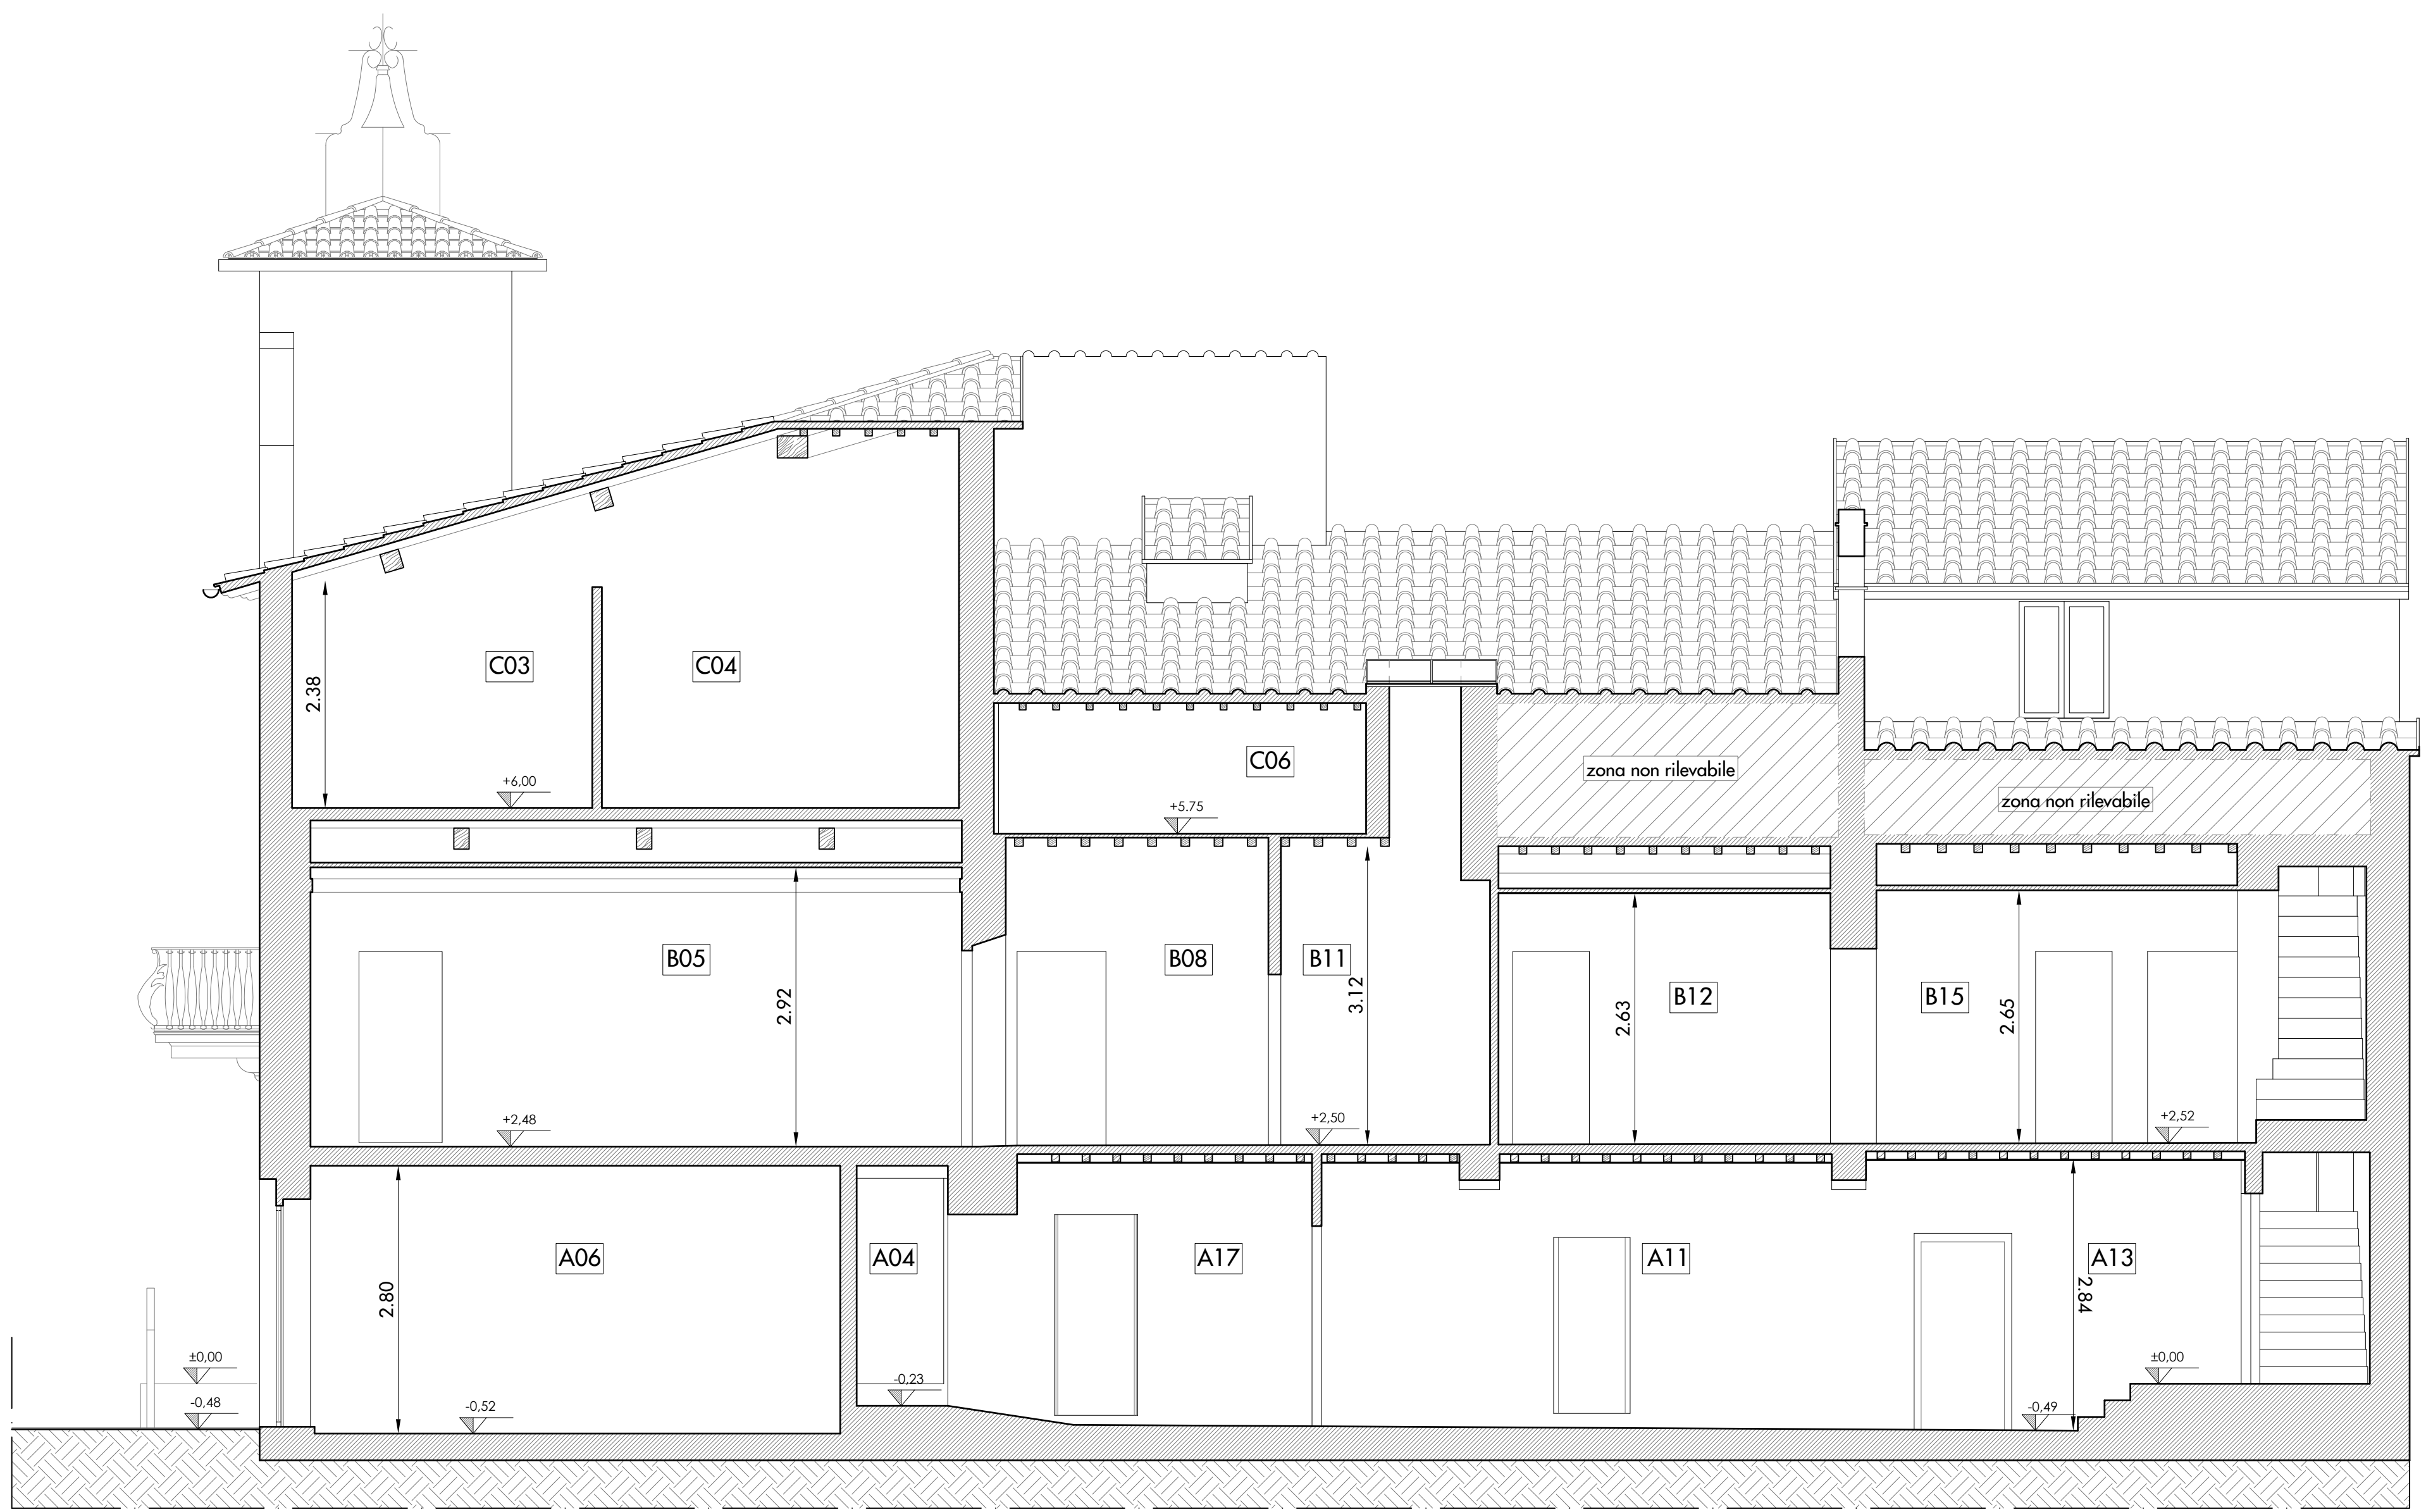 C03
C04
2.38
C06
zona non rilevabile
+6,00
zona non rilevabile
+5.75
B05
B08
B11
2.92
3.12
B12
B15
2.63
2.65
+2,48
+2,50
+2,52
A06
A04
A17
A11
A13
2.80
2.84
±0,00
±0,00
-0,23
-0,48
-0,52
-0,49